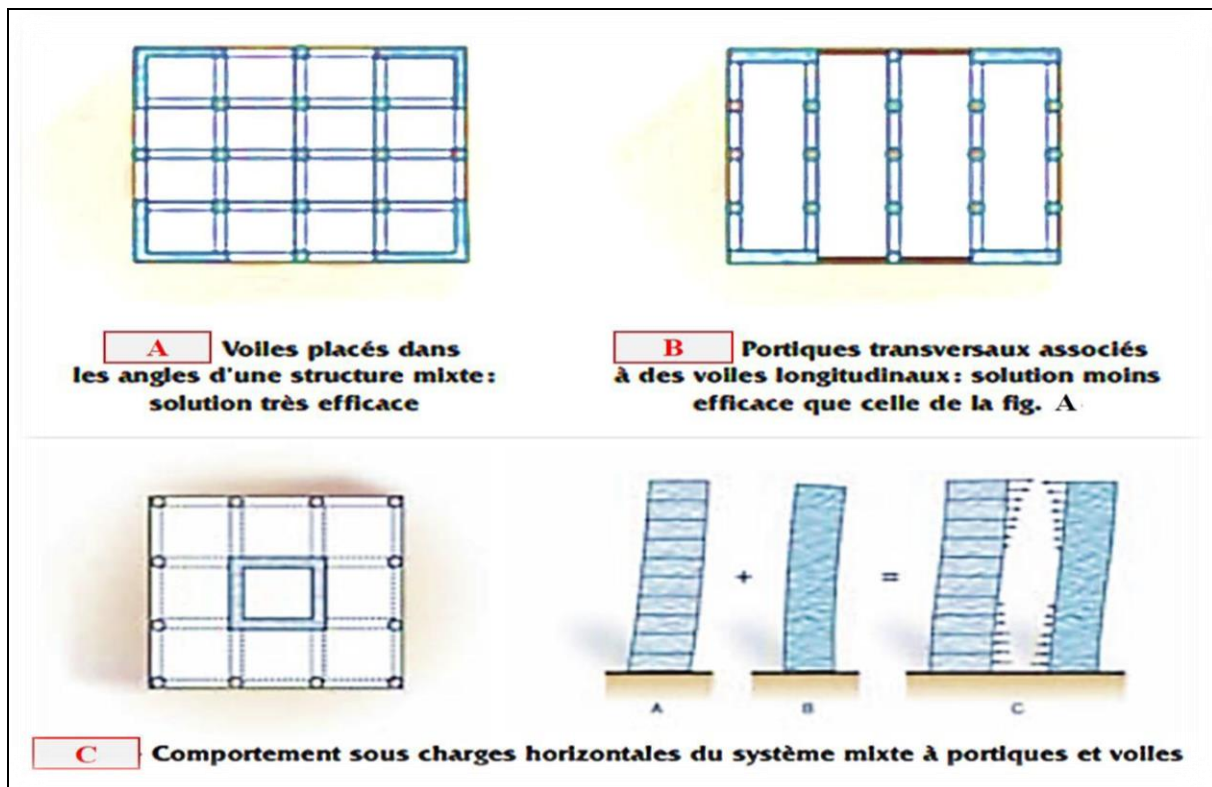 A Voiles placés dans
les angles d'une structure mixte:
solution très efficace
B Portiques transversaux associés
à des voiles longitudinaux: solution moins
efficace que celle de la fig. A
+
=
A
B
C
C - Comportement sous charges horizontales du système mixte à portiques et voiles